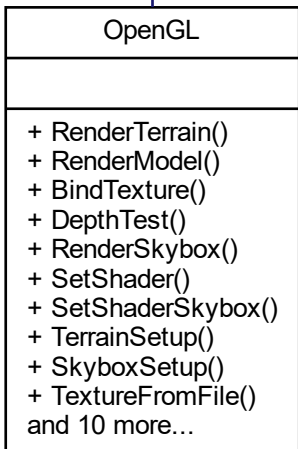 OpenGL
+ RenderTerrain()
+ RenderModel()
+ BindTexture()
+ DepthTest()
+ RenderSkybox()
+ SetShader()
+ SetShaderSkybox()
+ TerrainSetup()
+ SkyboxSetup()
+ TextureFromFile()
and 10 more...